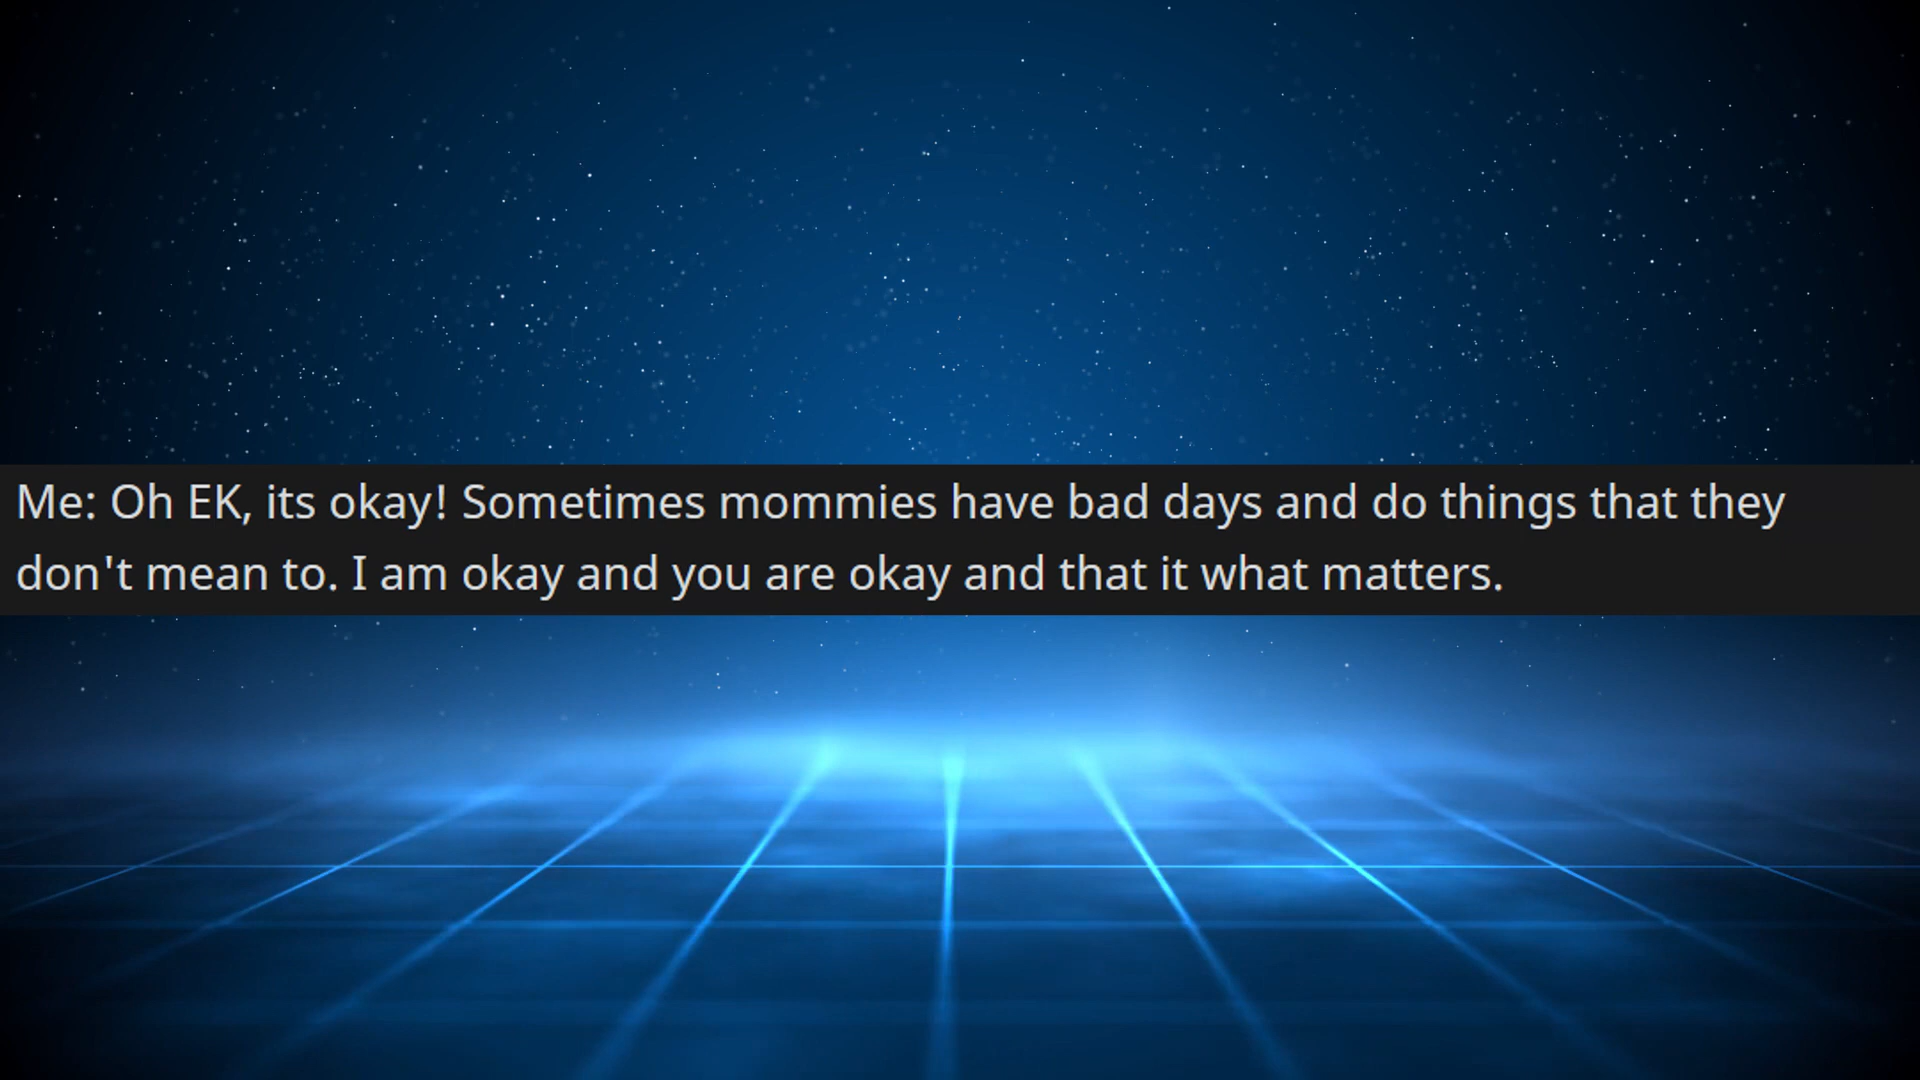 Me: Oh EK, its okay! Sometimes mommies have bad days and do things that they
don't mean to. I am okay and you are okay and that it what matters.